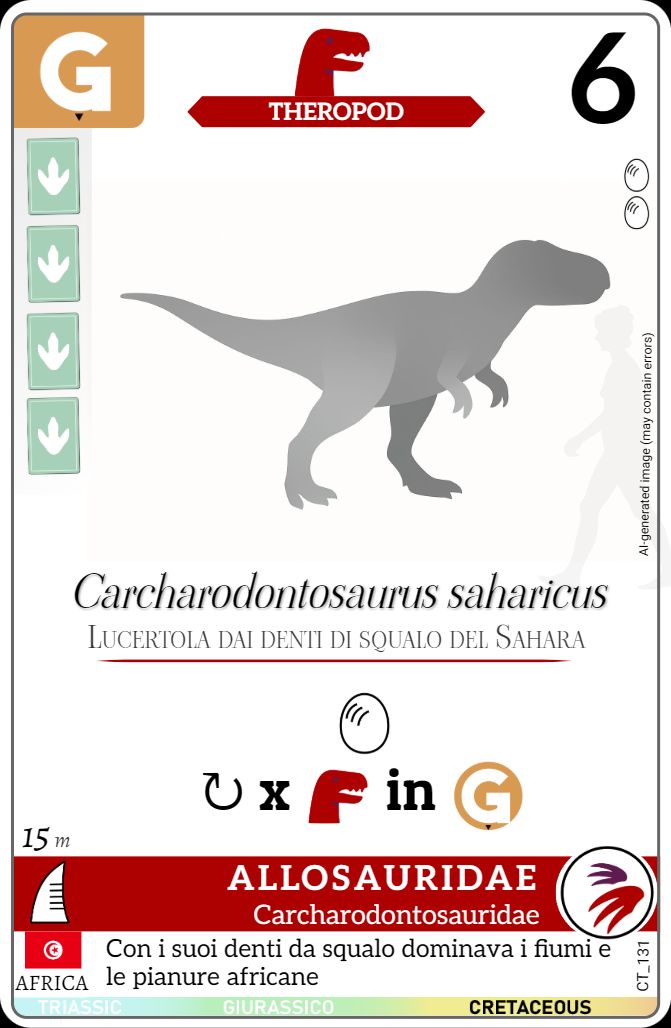 G
THEROPOD
6
AI-generated image (may contain errors)
Carcharodontosaurus saharicus
Lucertola dai denti di squalo del Sahara
↻ x in G
15 m
ALLOSAURIDAE
Carcharodontosauridae
Con i suoi denti da squalo dominava i fiumi e
le pianure africane
AFRICA
CT_131
TRIASSIC GIURASSICO CRETACEOUS